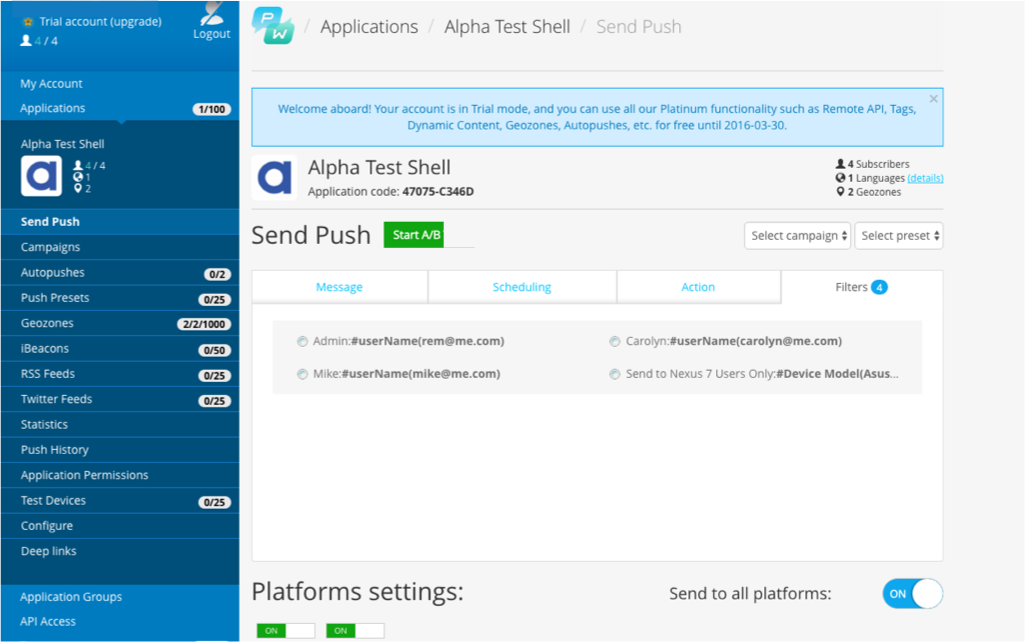 Trial account (upgrade)
4 / 4
Logout
My Account
Applications 1/100
Alpha Test Shell
4 / 4
1
2
Send Push
Campaigns
Autopushes 0/2
Push Presets 0/25
Geozones 2/2/1000
iBeacons 0/50
RSS Feeds 0/25
Twitter Feeds 0/25
Statistics
Push History
Application Permissions
Test Devices 0/25
Configure
Deep links
Application Groups
API Access
PW / Applications / Alpha Test Shell / Send Push
Welcome aboard! Your account is in Trial mode, and you can use all our Platinum functionality such as Remote API, Tags,
Dynamic Content, Geozones, Autopushes, etc. for free until 2016-03-30.
×
a
Alpha Test Shell
Application code: 47075-C346D
4 Subscribers
1 Languages (details)
2 Geozones
Send Push Start A/B Select campaign Select preset
Message Scheduling Action Filters 4
Admin:#userName(rem@me.com) Carolyn:#userName(carolyn@me.com)
Mike:#userName(mike@me.com) Send to Nexus 7 Users Only:#Device Model(Asus...
Platforms settings: Send to all platforms: ON
ON ON